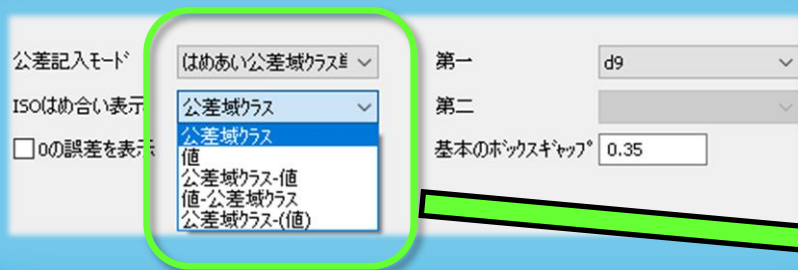 公差記入モード はめあい公差域クラス 第一 d9
ISOはめ合い表示 公差域クラス 第二
□0の誤差を表示 基本のボックスギャップ 0.35
公差域クラス
値
公差域クラス-値
値-公差域クラス
公差域クラス-(値)